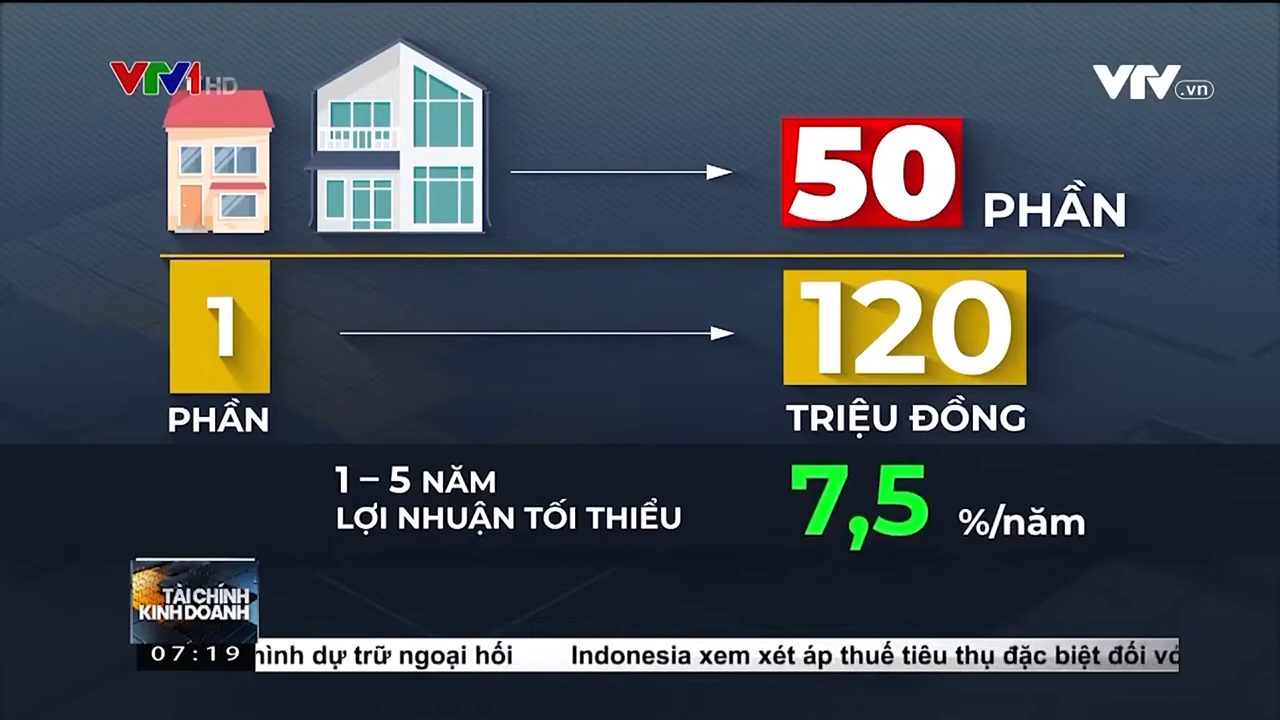 VTV1 HD
VTV.vn
50 PHẦN
1
PHẦN
120
TRIỆU ĐỒNG
1 – 5 NĂM
LỢI NHUẬN TỐI THIỂU
7,5 %/năm
TÀI CHÍNH
KINH DOANH
07:19
hình dự trữ ngoại hối Indonesia xem xét áp thuế tiêu thụ đặc biệt đối